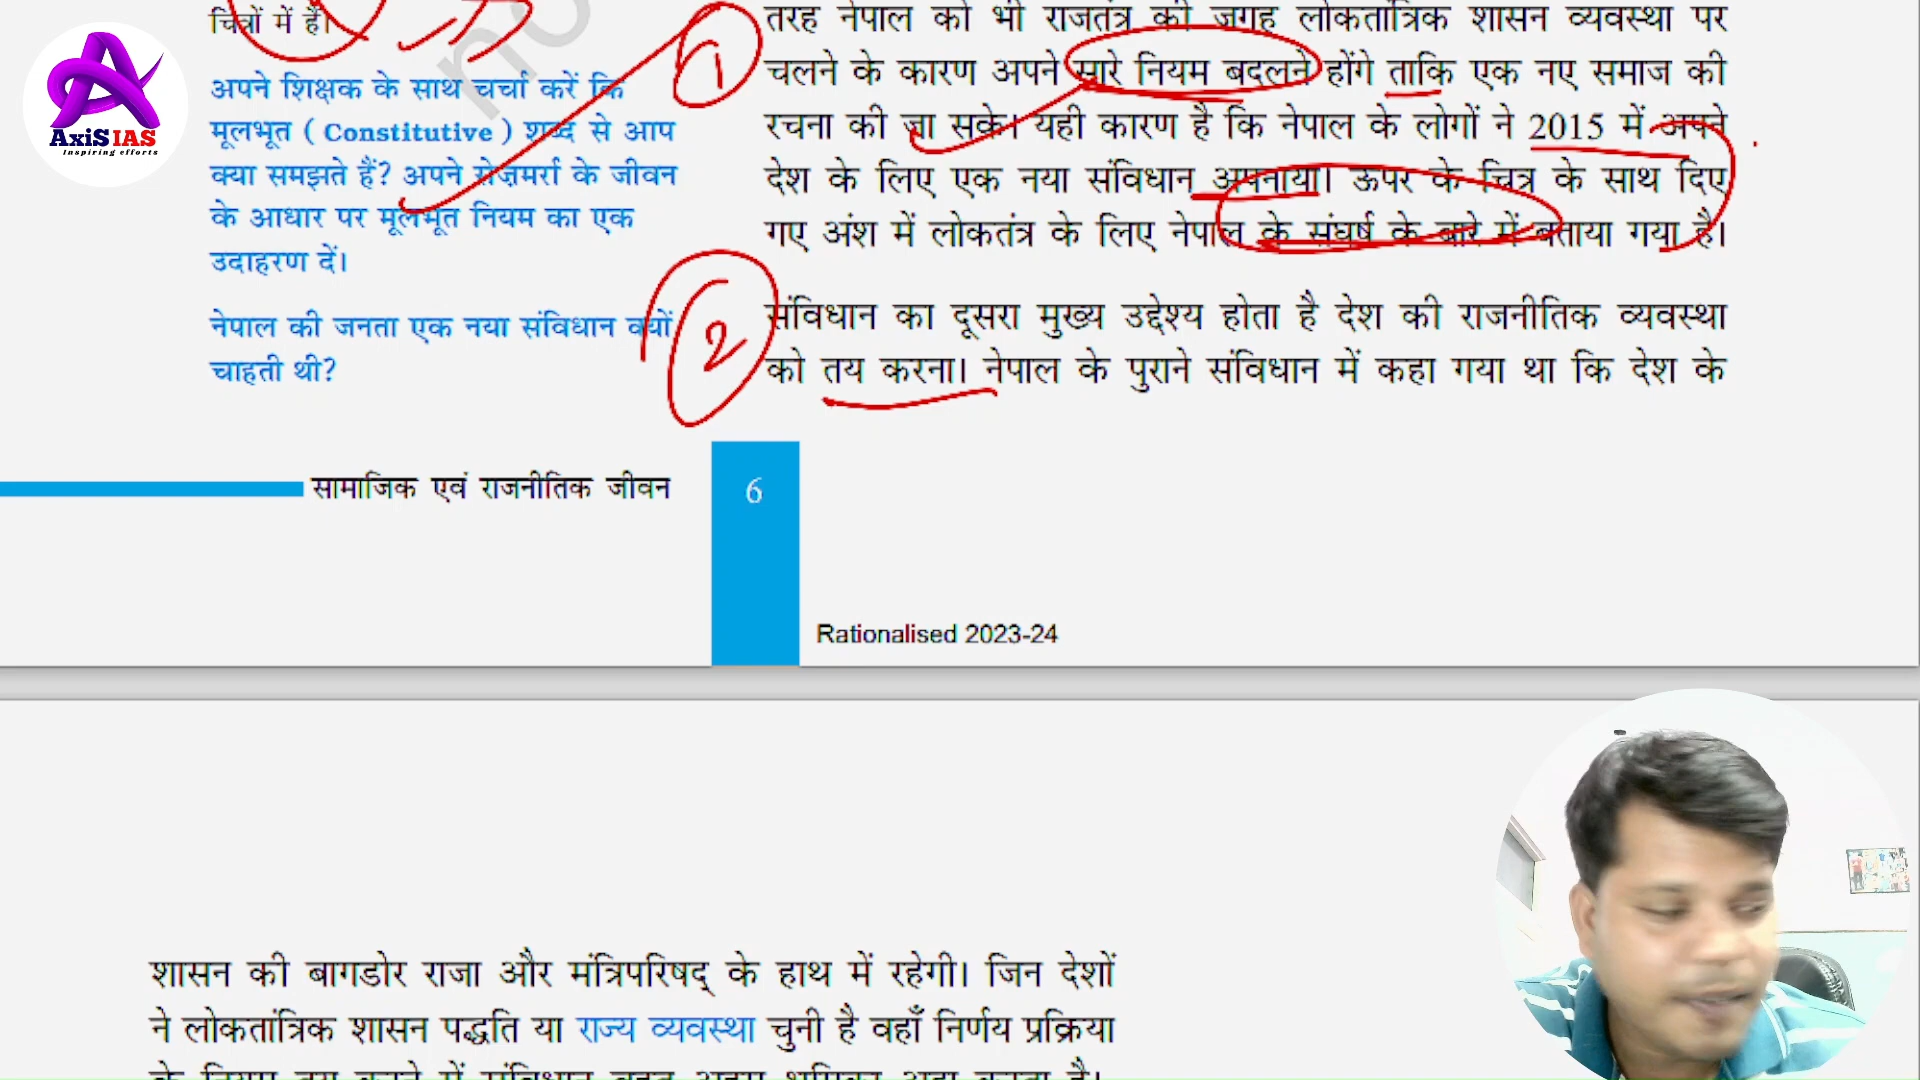 चित्रों में हैं।
अपने शिक्षक के साथ चर्चा करें कि
मूलभूत ( Constitutive ) शब्द से आप
क्या समझते हैं? अपने रोज़मर्रा के जीवन
के आधार पर मूलभूत नियम का एक
उदाहरण दें।
नेपाल की जनता एक नया संविधान क्यों
चाहती थी?
AxiSIAS
Inspiring efforts
1
तरह नेपाल को भी राजतंत्र की जगह लोकतांत्रिक शासन व्यवस्था पर
चलने के कारण अपने सारे नियम बदलने होंगे ताकि एक नए समाज की
रचना की जा सके। यही कारण है कि नेपाल के लोगों ने 2015 में अपने
देश के लिए एक नया संविधान अपनाया। ऊपर के चित्र के साथ दिए
गए अंश में लोकतंत्र के लिए नेपाल के संघर्ष के बारे में बताया गया है।
2
संविधान का दूसरा मुख्य उद्देश्य होता है देश की राजनीतिक व्यवस्था
को तय करना। नेपाल के पुराने संविधान में कहा गया था कि देश के
सामाजिक एवं राजनीतिक जीवन
6
Rationalised 2023-24
शासन की बागडोर राजा और मंत्रिपरिषद् के हाथ में रहेगी। जिन देशों
ने लोकतांत्रिक शासन पद्धति या राज्य व्यवस्था चुनी है वहाँ निर्णय प्रक्रिया